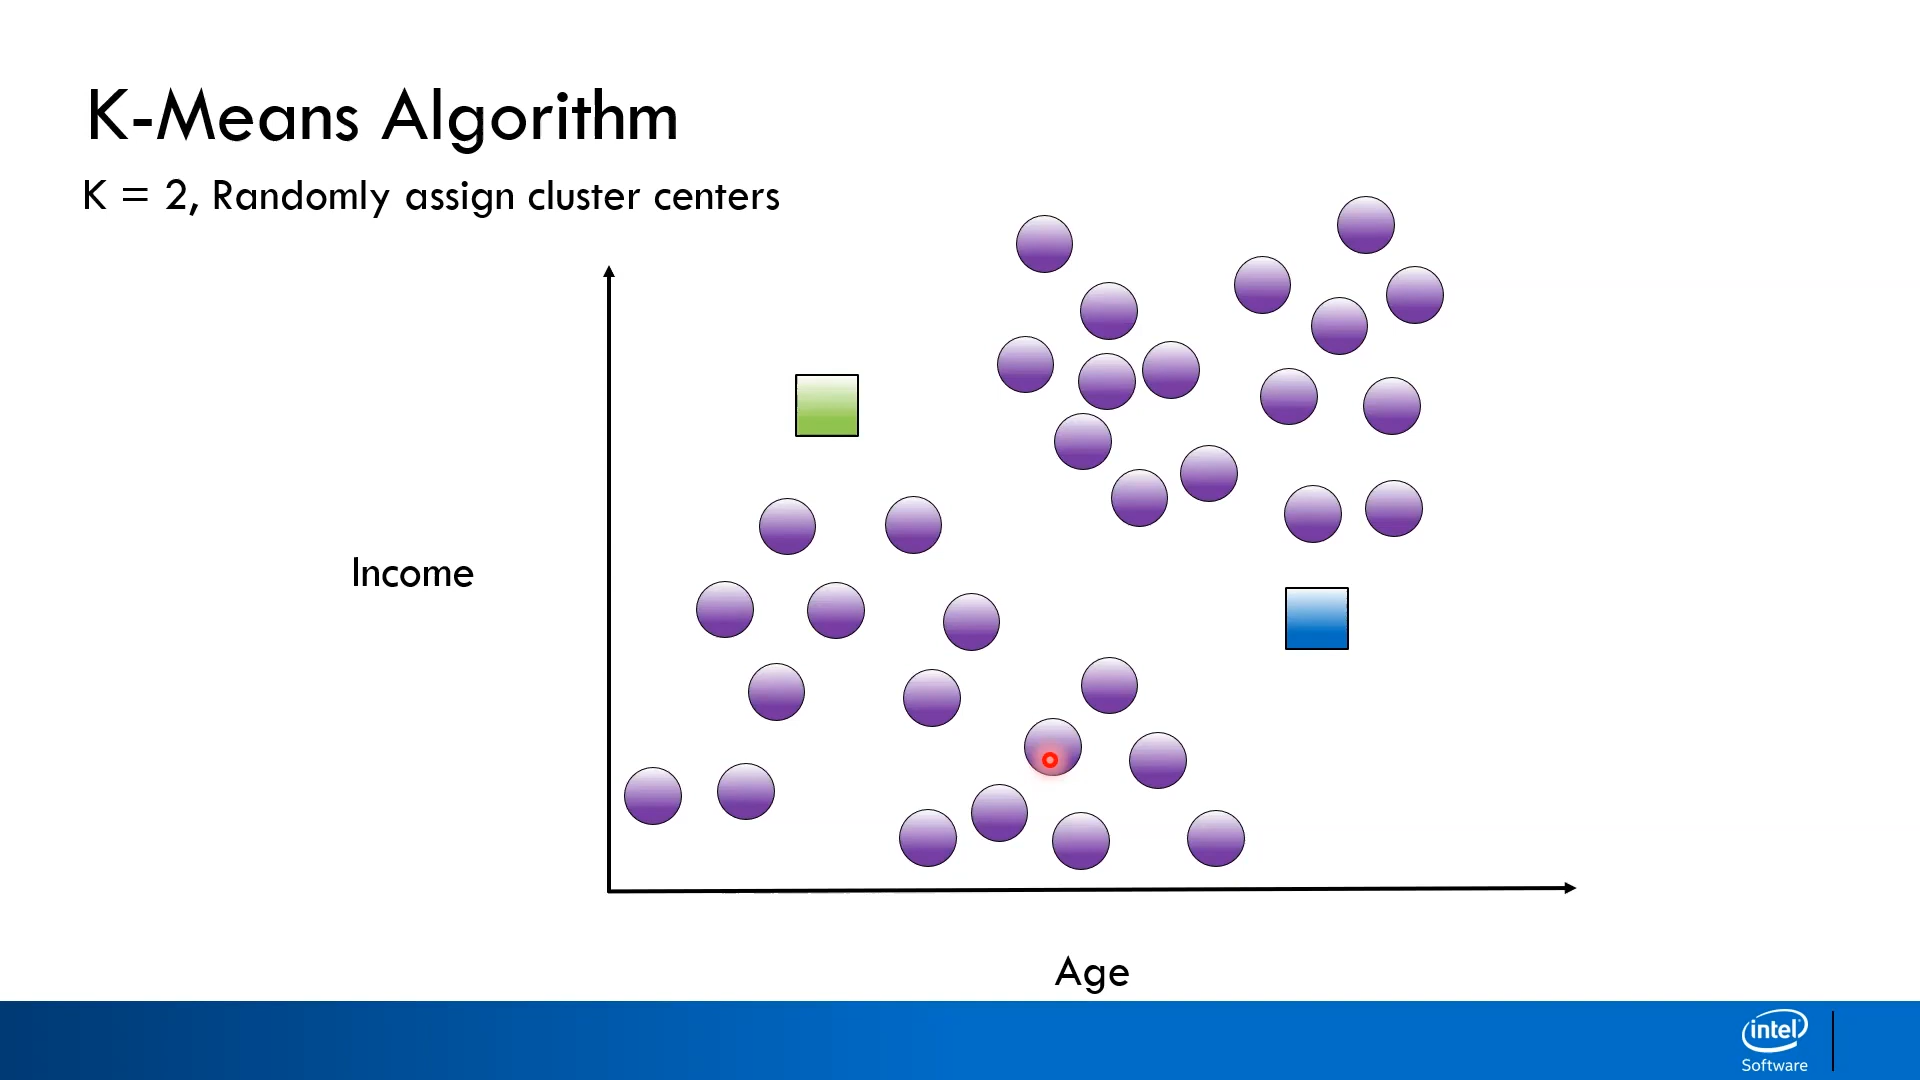 K-Means Algorithm
K = 2, Randomly assign cluster centers
Income
Age
intel
Software